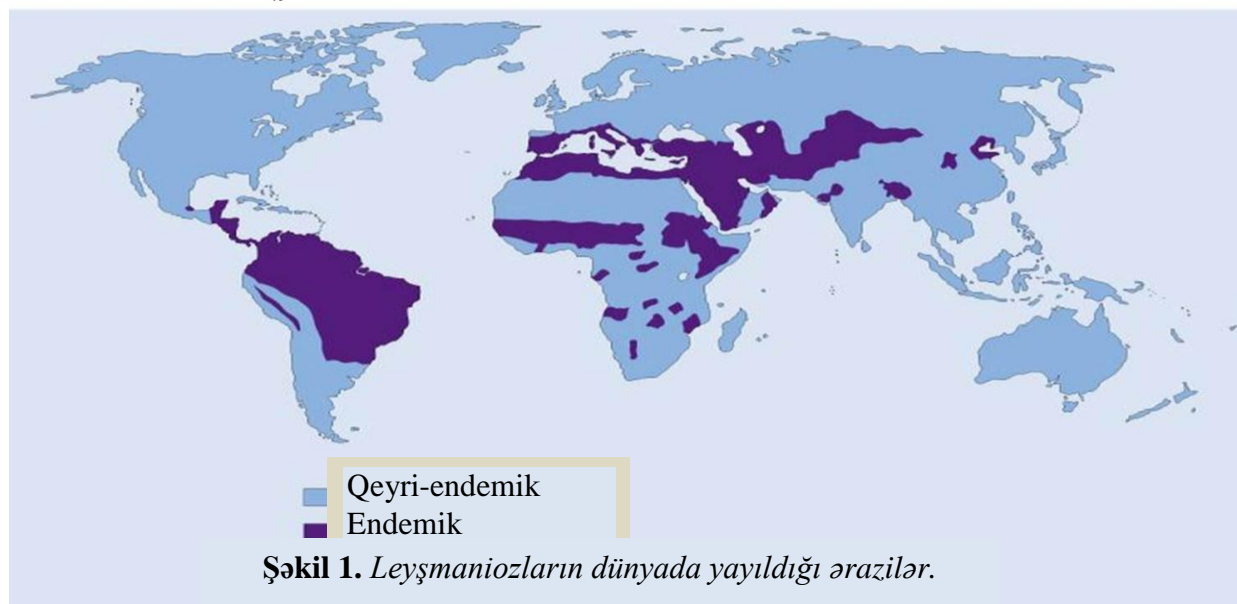 Qeyri-endemik
Endemik
Şəkil 1. Leyşmaniozların dünyada yayıldığı ərazilər.